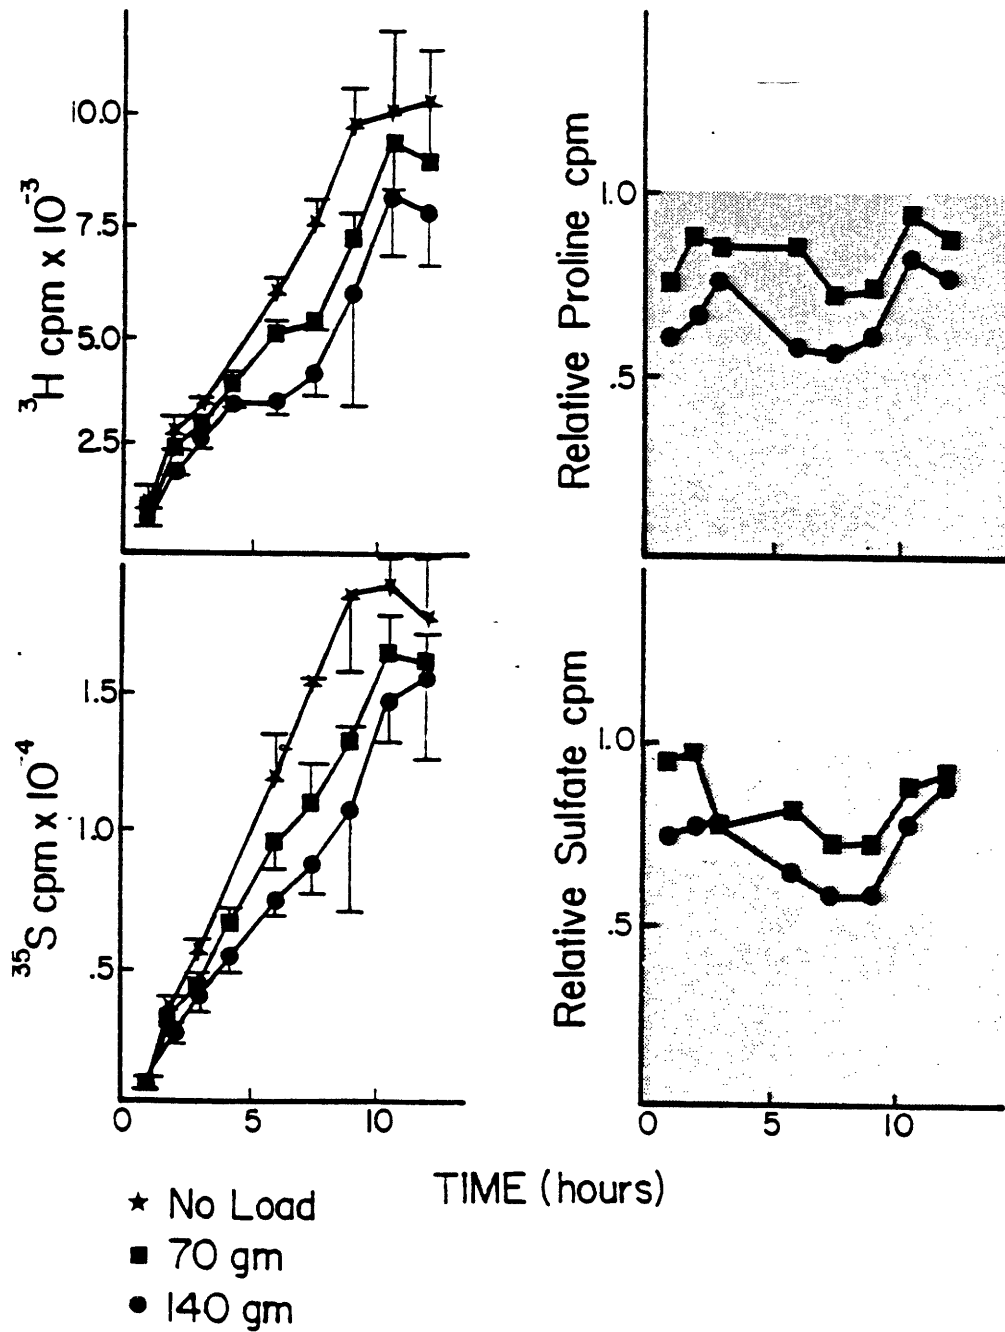 ³H cpm x 10⁻³
10.0
7.5
5.0
2.5
Relative Proline cpm
1.0
.5
³⁵S cpm x 10⁻⁴
1.5
1.0
.5
0 5 10
Relative Sulfate cpm
1.0
.5
0 5 10
TIME (hours)
★ No Load
■ 70 gm
● 140 gm